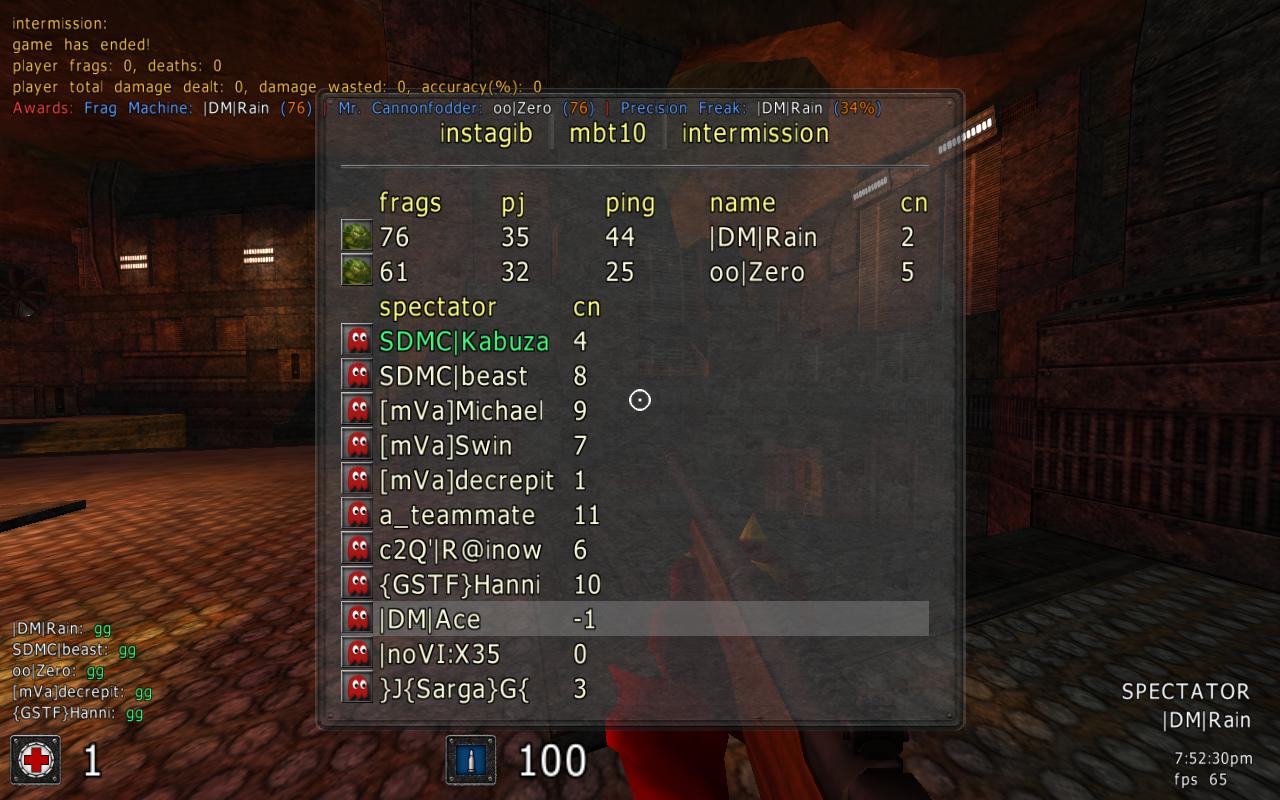 intermission:
game has ended!
player frags: 0, deaths: 0
player total damage dealt: 0, damage wasted: 0, accuracy(%): 0
Awards: Frag Machine: |DM|Rain (76) | Mr. Cannonfodder: oo|Zero (76) | Precision Freak: |DM|Rain (34%)
instagib mbt10 intermission
frags pj ping name cn
76 35 44 |DM|Rain 2
61 32 25 oo|Zero 5
spectator cn
SDMC|Kabuza 4
SDMC|beast 8
[mVa]Michael 9
[mVa]Swin 7
[mVa]decrepit 1
a_teammate 11
c2Q'|R@inow 6
{GSTF}Hanni 10
|DM|Ace -1
|noVI:X35 0
}J{Sarga}G{ 3
|DM|Rain: gg
SDMC|beast: gg
oo|Zero: gg
[mVa]decrepit: gg
{GSTF}Hanni: gg
1
100
SPECTATOR
|DM|Rain
7:52:30pm
fps 65